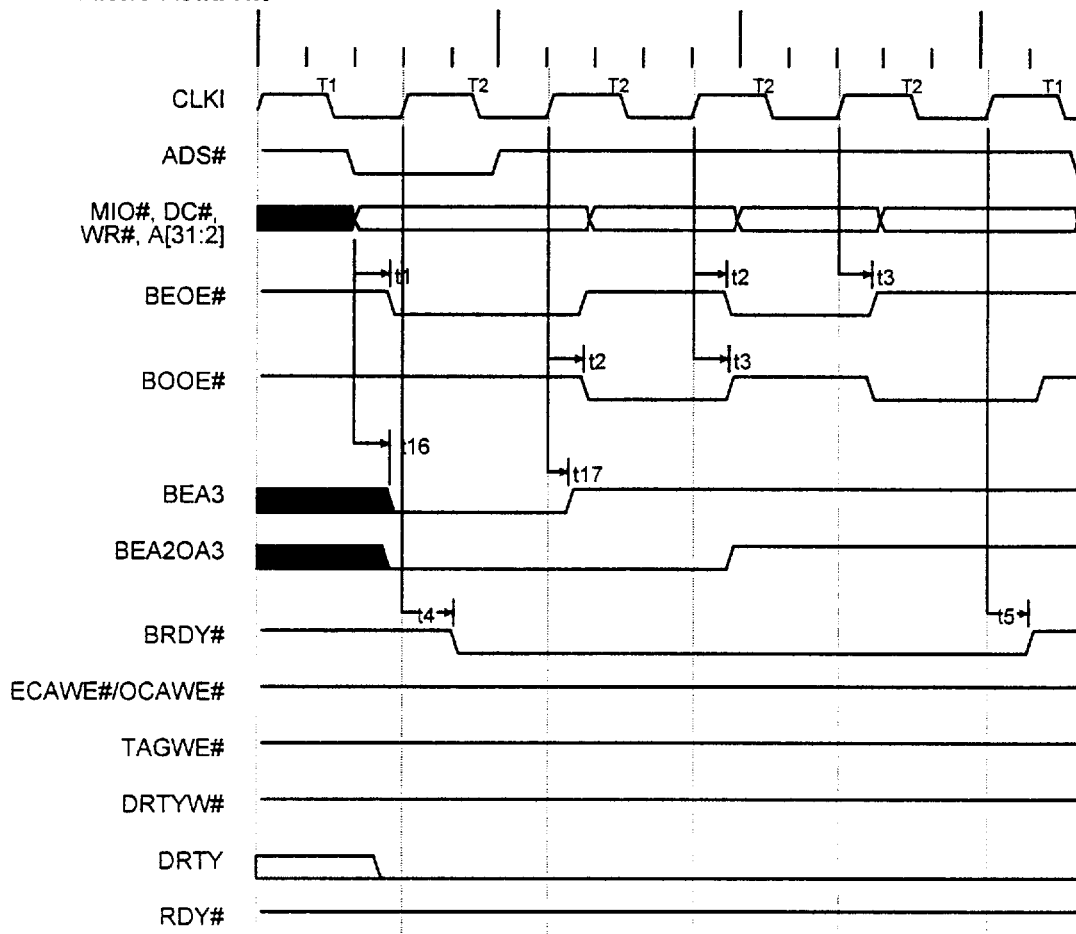 T1 T2 T2 T2 T2 T1
CLKI
ADS#
MIO#, DC#,
WR#, A[31:2]
t1 t2 t3
BEOE#
t2 t3
BOOE#
t16
t17
BEA3
BEA2OA3
t4 t5
BRDY#
ECAWE#/OCAWE#
TAGWE#
DRTYW#
DRTY
RDY#